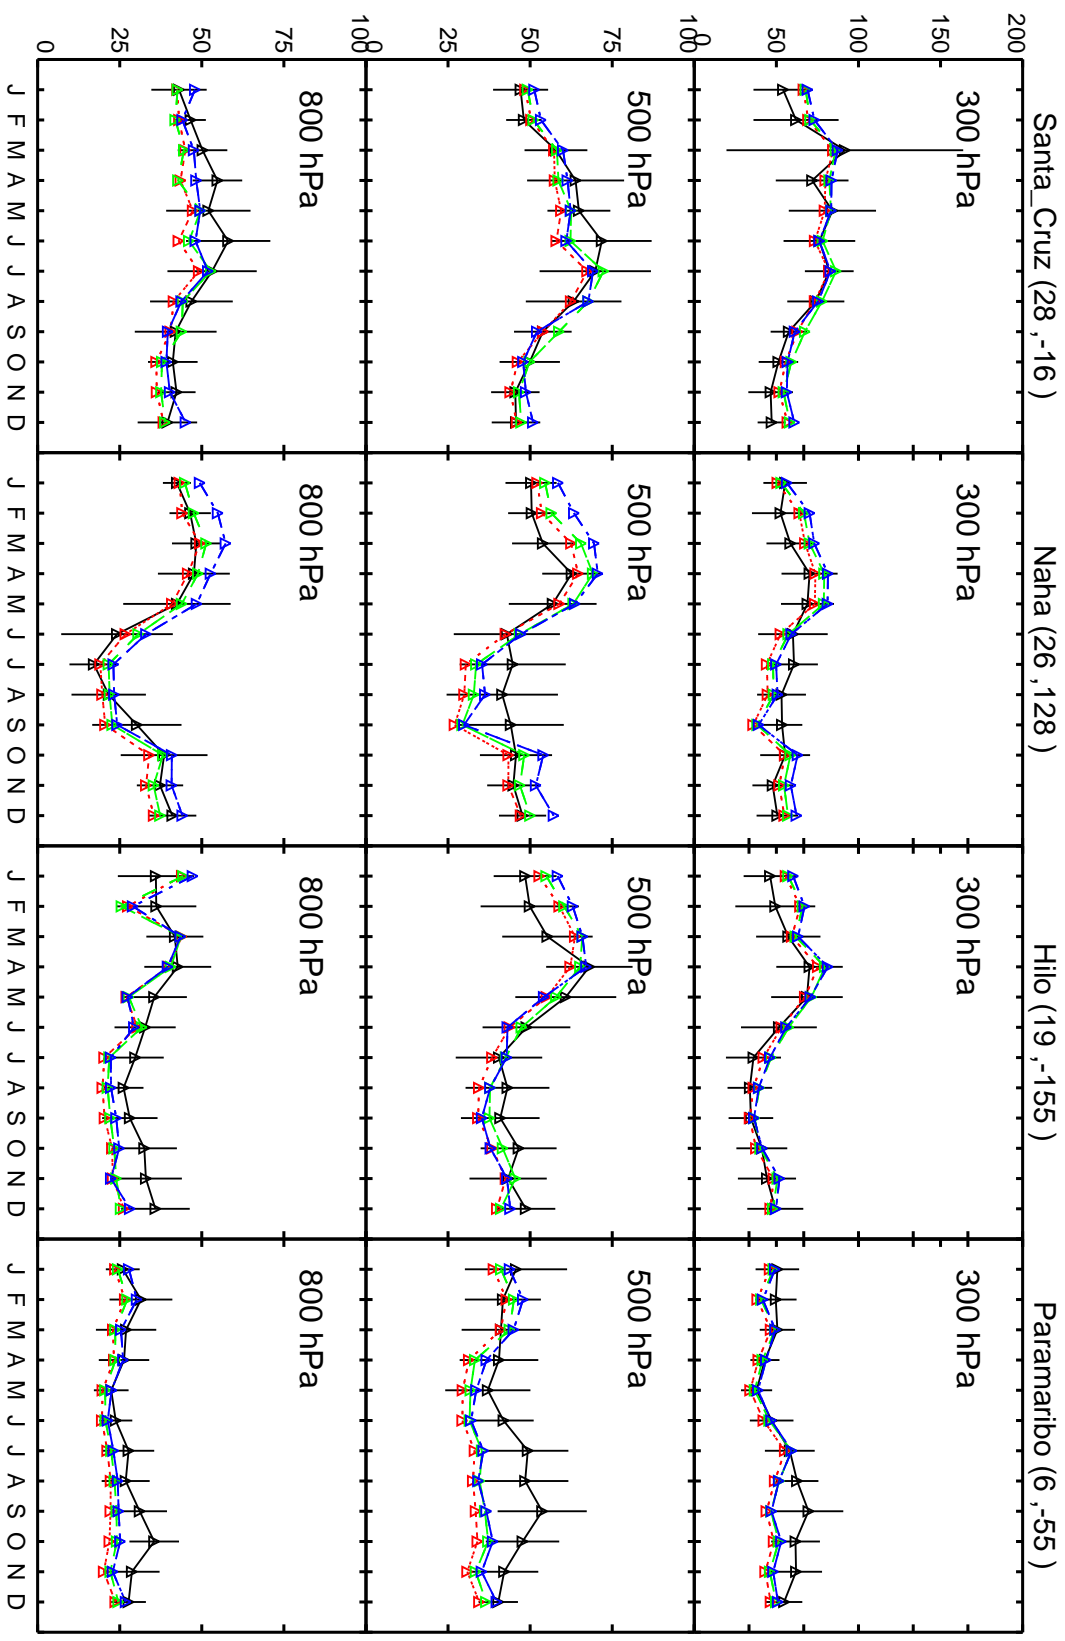 Santa_Cruz (28 ,-16 )
Naha (26 ,128 )
Hilo (19 ,-155 )
Paramaribo (6 ,-55 )
200
150
100
50
0
300 hPa
300 hPa
300 hPa
300 hPa
100
75
50
25
0
500 hPa
500 hPa
500 hPa
500 hPa
100
75
50
25
0
800 hPa
800 hPa
800 hPa
800 hPa
J F M A M J J A S O N D
J F M A M J J A S O N D
J F M A M J J A S O N D
J F M A M J J A S O N D